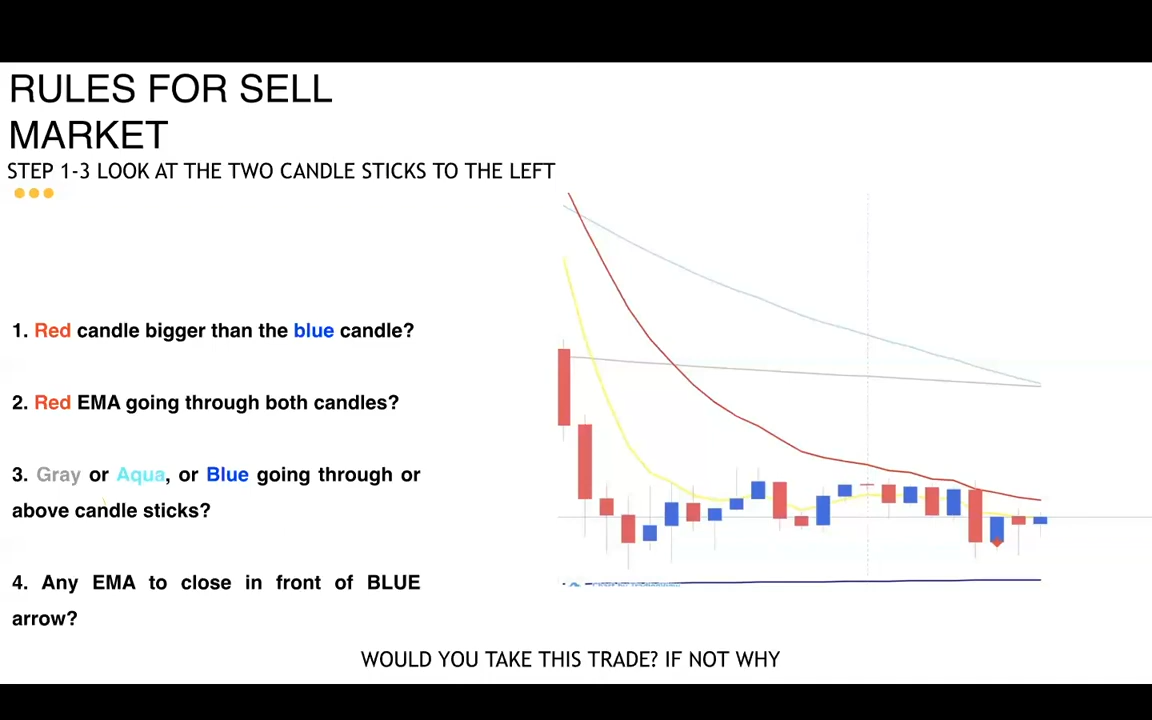 RULES FOR SELL
MARKET
STEP 1-3 LOOK AT THE TWO CANDLE STICKS TO THE LEFT
1. Red candle bigger than the blue candle?
2. Red EMA going through both candles?
3. Gray or Aqua, or Blue going through or
above candle sticks?
4. Any EMA to close in front of BLUE
arrow?
WOULD YOU TAKE THIS TRADE? IF NOT WHY